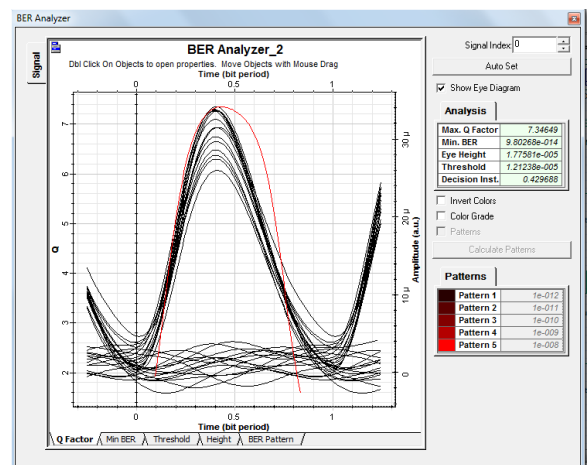 BER Analyzer
Signal
BER Analyzer_2
Dbl Click On Objects to open properties. Move Objects with Mouse Drag
Time (bit period)
0 0.5 1
Q
7
6
5
4
3
2
Amplitude (a.u.)
30 µ
20 µ
10 µ
0
0 0.5 1
Time (bit period)
Q Factor Min BER Threshold Height BER Pattern
Signal Index: 0
Auto Set
Show Eye Diagram
Analysis
Max. Q Factor 7.34649
Min. BER 9.80268e-014
Eye Height 1.77581e-005
Threshold 1.21238e-005
Decision Inst. 0.429688
Invert Colors
Color Grade
Patterns
Calculate Patterns
Patterns
Pattern 1 1e-012
Pattern 2 1e-011
Pattern 3 1e-010
Pattern 4 1e-009
Pattern 5 1e-008